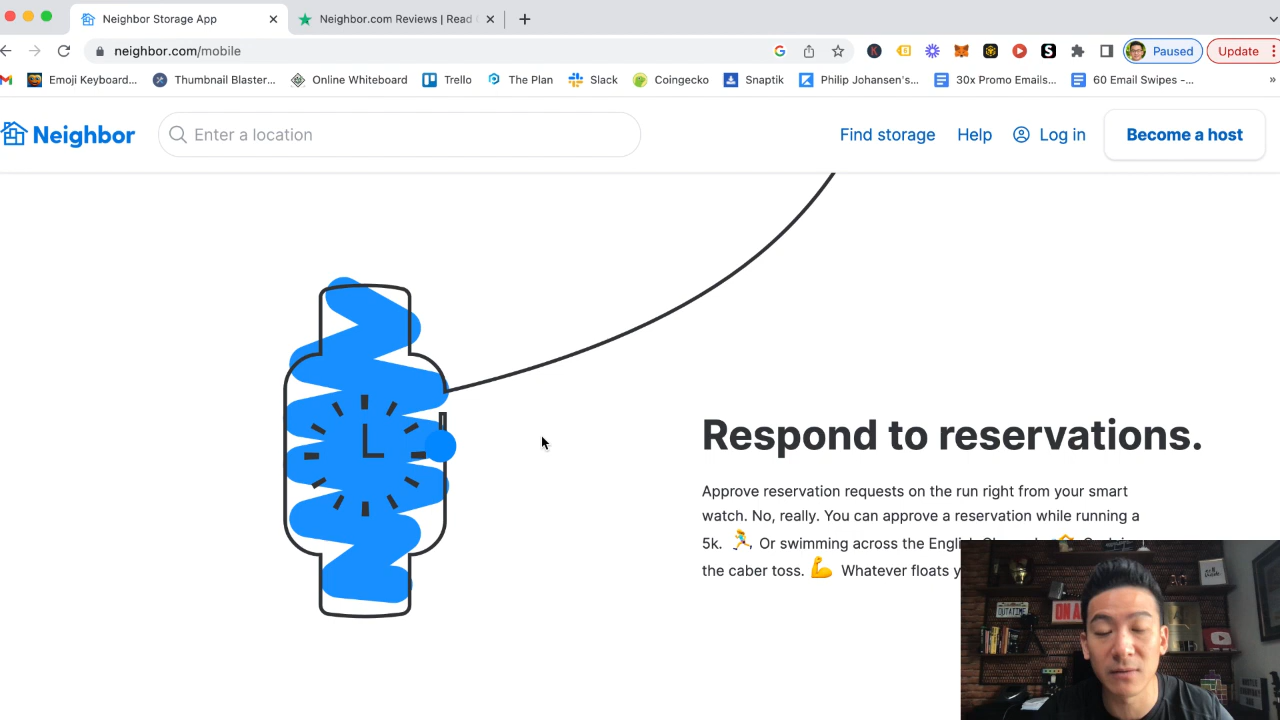 Neighbor Storage App
Neighbor.com Reviews | Read
neighbor.com/mobile
Paused
Update
Emoji Keyboard...
Thumbnail Blaster...
Online Whiteboard
Trello
The Plan
Slack
Coingecko
Snaptik
Philip Johansen's...
30x Promo Emails...
60 Email Swipes -...
Neighbor
Enter a location
Find storage
Help
Log in
Become a host
Respond to reservations.
Approve reservation requests on the run right from your smart
watch. No, really. You can approve a reservation while running a
5k. 🏃 Or swimming across the
the caber toss. 💪 Whatever floats
OUTATIME
ON A